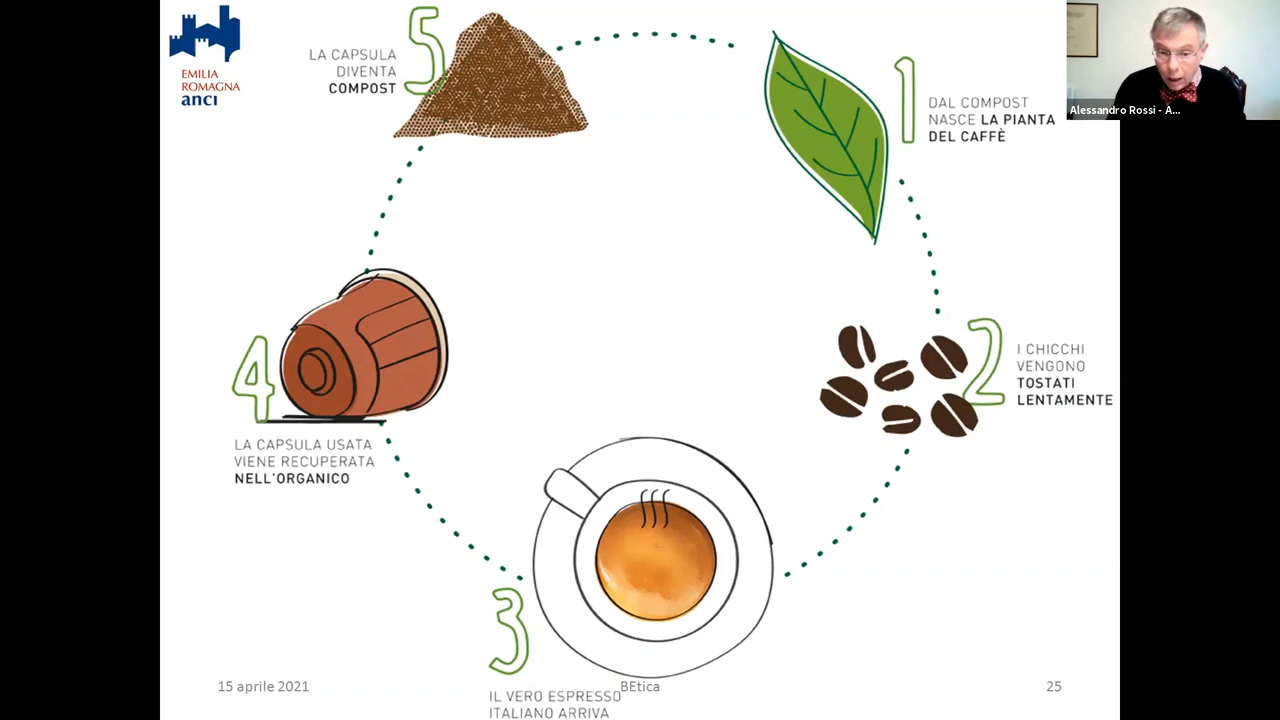 EMILIA
ROMAGNA
anci
5
LA CAPSULA
DIVENTA
COMPOST
1
DAL COMPOST
NASCE LA PIANTA
DEL CAFFÈ
Alessandro Rossi - A...
2
I CHICCHI
VENGONO
TOSTATI
LENTAMENTE
4
LA CAPSULA USATA
VIENE RECUPERATA
NELL'ORGANICO
3
IL VERO ESPRESSO
ITALIANO ARRIVA
15 aprile 2021
BEtica
25